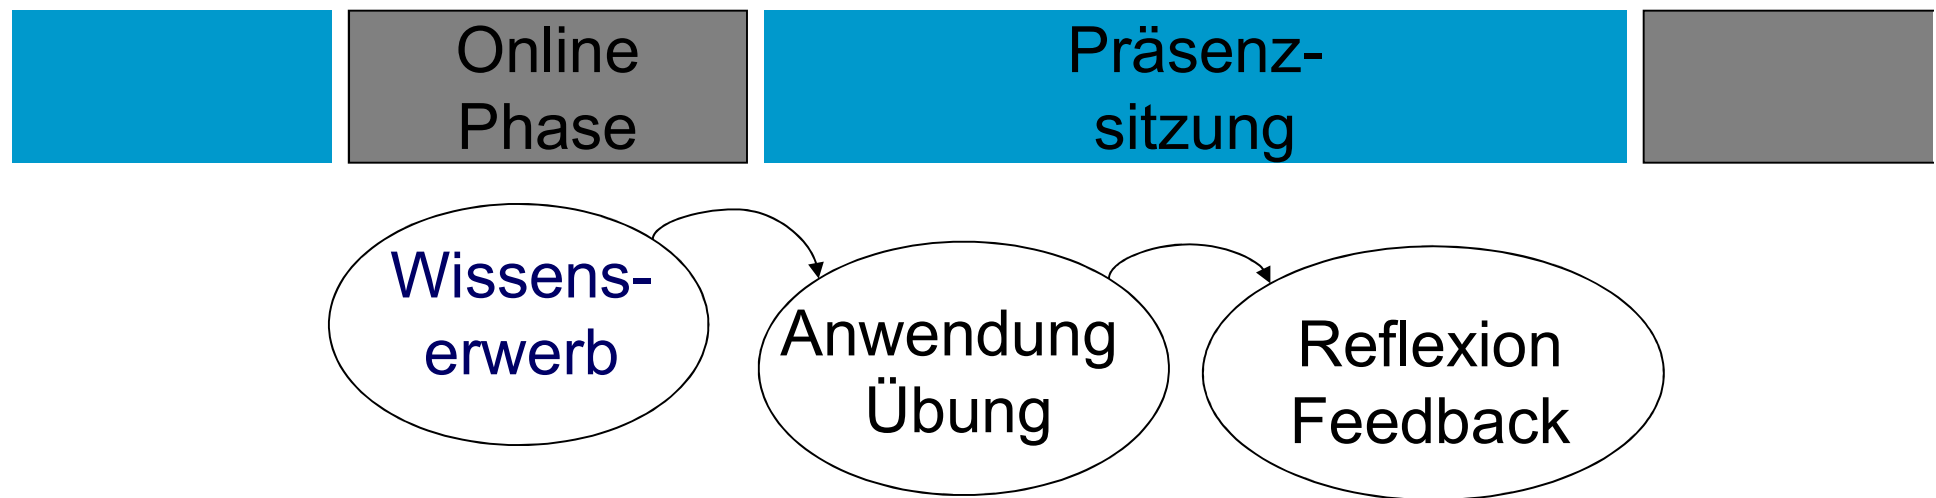 Online
Phase
Präsenz-
sitzung
Wissens-
erwerb
Anwendung
Übung
Reflexion
Feedback